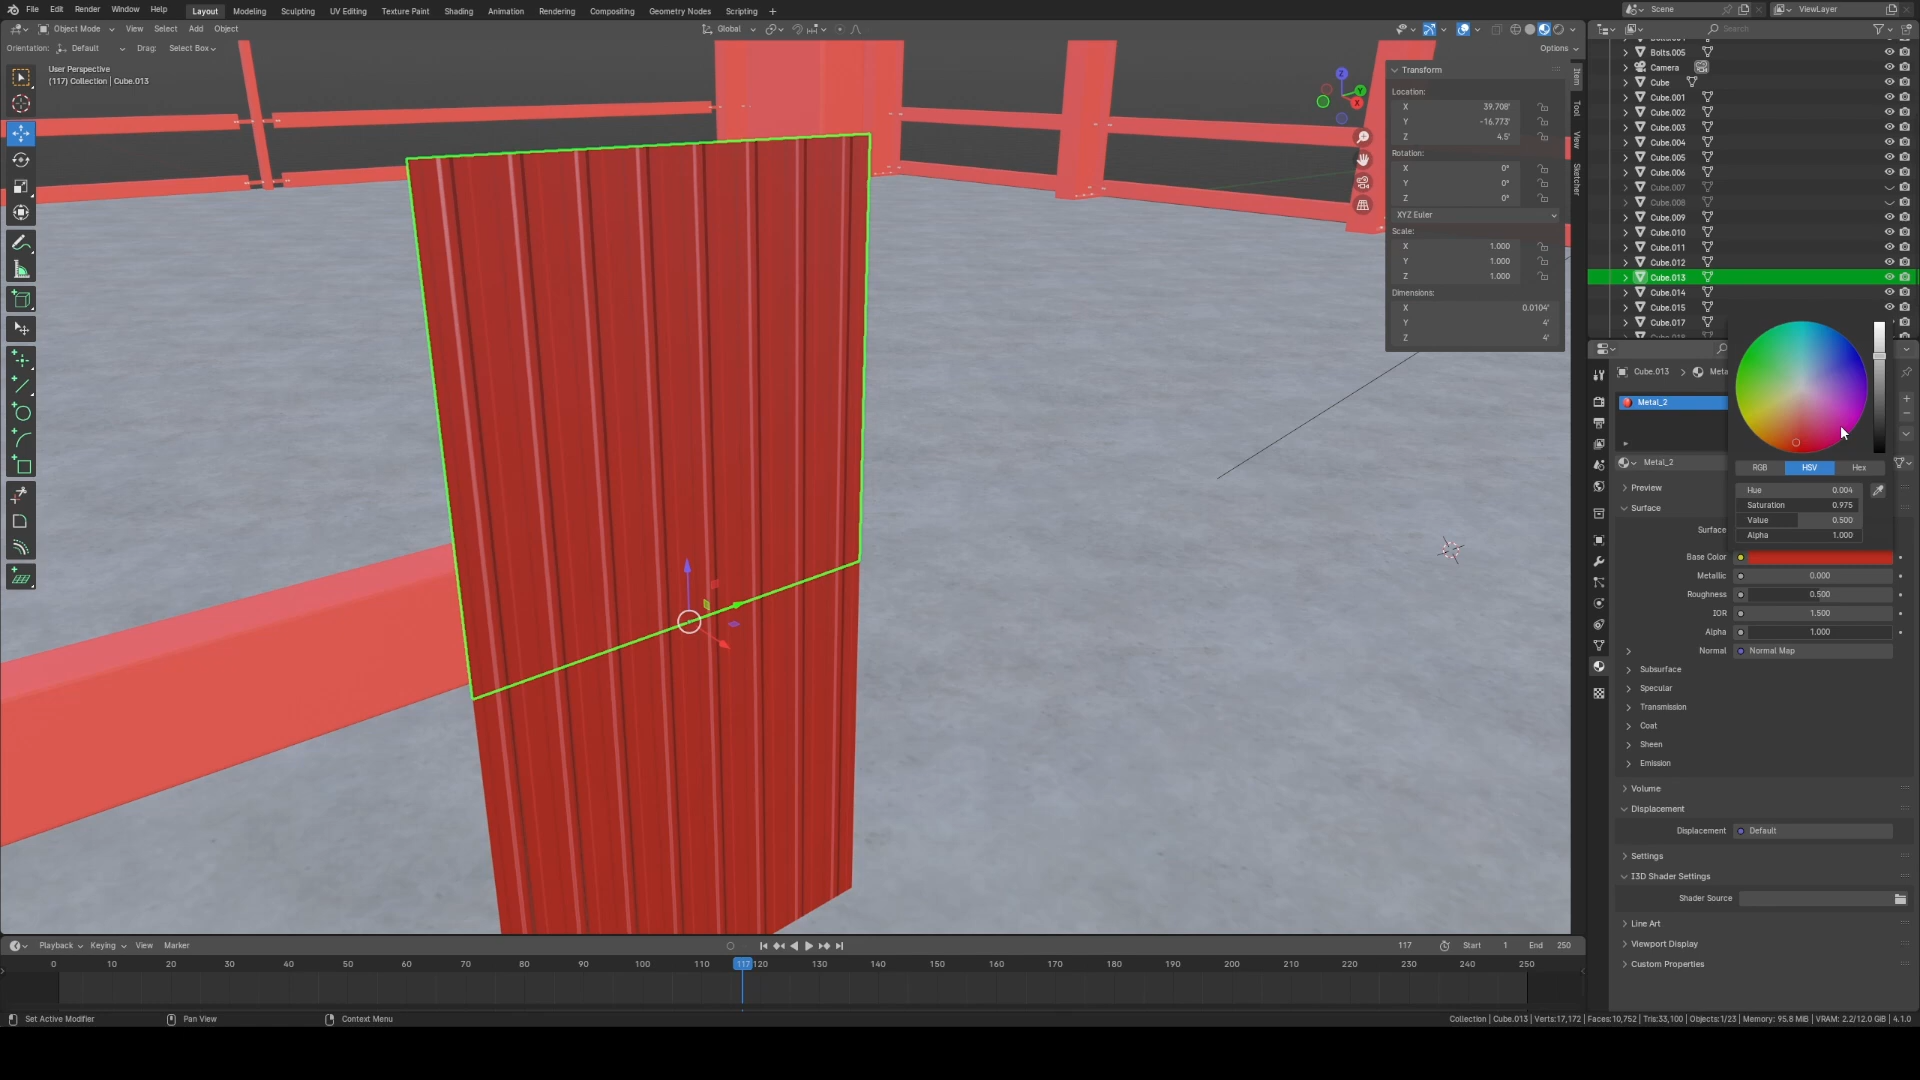 File Edit Render Window Help Layout Modeling Sculpting UV Editing Texture Paint Shading Animation Rendering Compositing Geometry Nodes Scripting + Scene ViewLayer
Object Mode View Select Add Object Global Search
Orientation: Default Drag: Select Box Options
User Perspective
(117) Collection | Cube.013
Transform
Location:
X 39.708'
Y -16.773'
Z 4.5'
Rotation:
X 0°
Y 0°
Z 0°
XYZ Euler
Scale:
X 1.000
Y 1.000
Z 1.000
Dimensions:
X 0.0104'
Y 4'
Z 4'
Item
Tool
View
Sketcher
Z
Y
X
Bolts.005
Camera
Cube
Cube.001
Cube.002
Cube.003
Cube.004
Cube.005
Cube.006
Cube.007
Cube.008
Cube.009
Cube.010
Cube.011
Cube.012
Cube.013
Cube.014
Cube.015
Cube.017
Cube.013 > Meta
Metal_2
Metal_2
RGB HSV Hex
Hue 0.004
Saturation 0.975
Value 0.500
Alpha 1.000
Preview
Surface
Surface
Base Color
Metallic 0.000
Roughness 0.500
IOR 1.500
Alpha 1.000
Normal Normal Map
Subsurface
Specular
Transmission
Coat
Sheen
Emission
Volume
Displacement
Displacement Default
Settings
I3D Shader Settings
Shader Source
Line Art
Viewport Display
Custom Properties
Playback Keying View Marker 117 Start 1 End 250
0 10 20 30 40 50 60 70 80 90 100 110 117 120 130 140 150 160 170 180 190 200 210 220 230 240 250
Set Active Modifier Pan View Context Menu Collection | Cube.013 | Verts:17,172 | Faces:10,752 | Tris:33,100 | Objects:1/23 | Memory: 95.8 MiB | VRAM: 2.2/12.0 GiB | 4.1.0